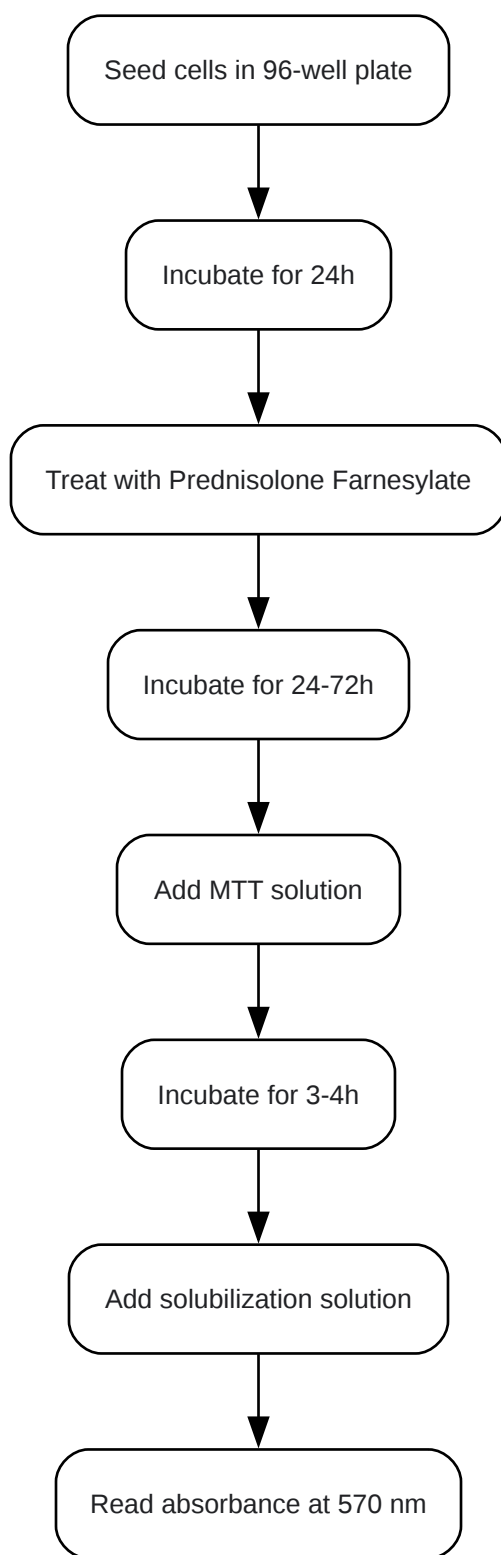 Seed cells in 96-well plate
Incubate for 24h
Treat with Prednisolone Farnesylate
Incubate for 24-72h
Add MTT solution
Incubate for 3-4h
Add solubilization solution
Read absorbance at 570 nm